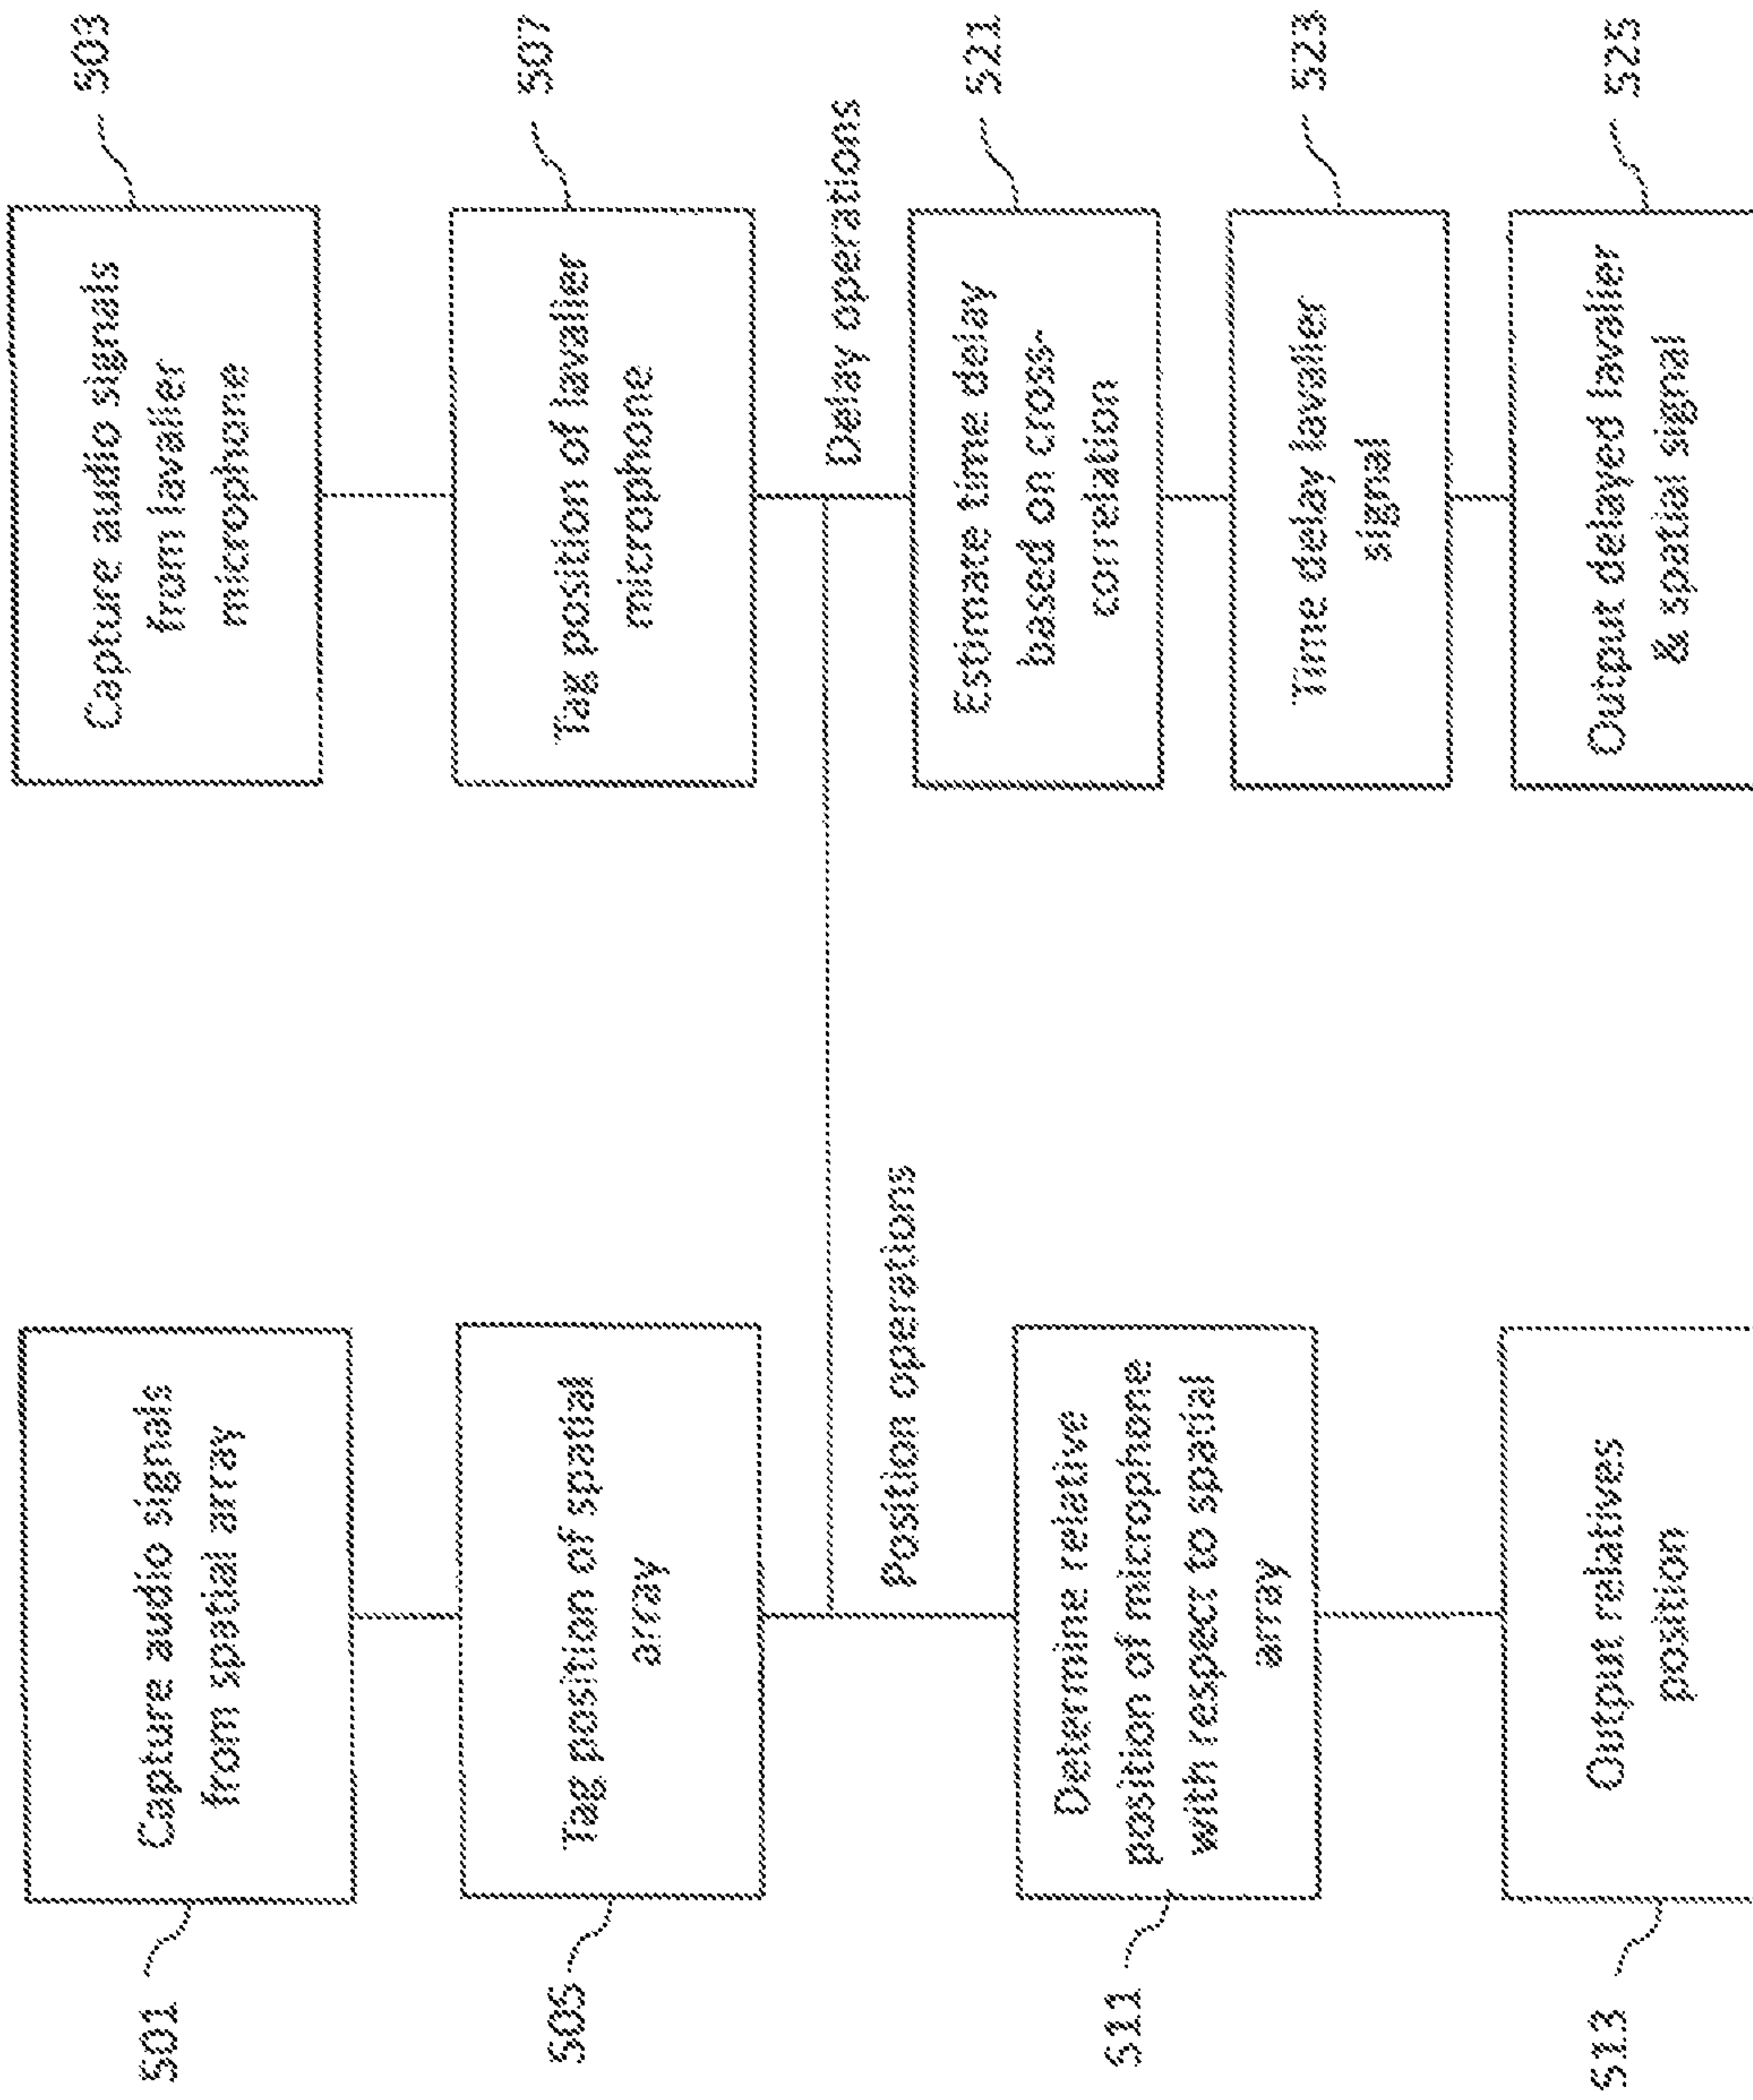 501
Capture audio signals
from spatial array
503
Capture audio signals
from lavalier
microphone
505
Tag position of spatial
array
507
Tag position of lavalier
microphone
Position operations
Delay operations
511
Determine relative
position of microphone
with respect to spatial
array
521
Estimate time delay
based on cross-
correlation
523
Time delay lavalier
signal
513
Output relatives
position
525
Output delayed lavalier
& spatial signal